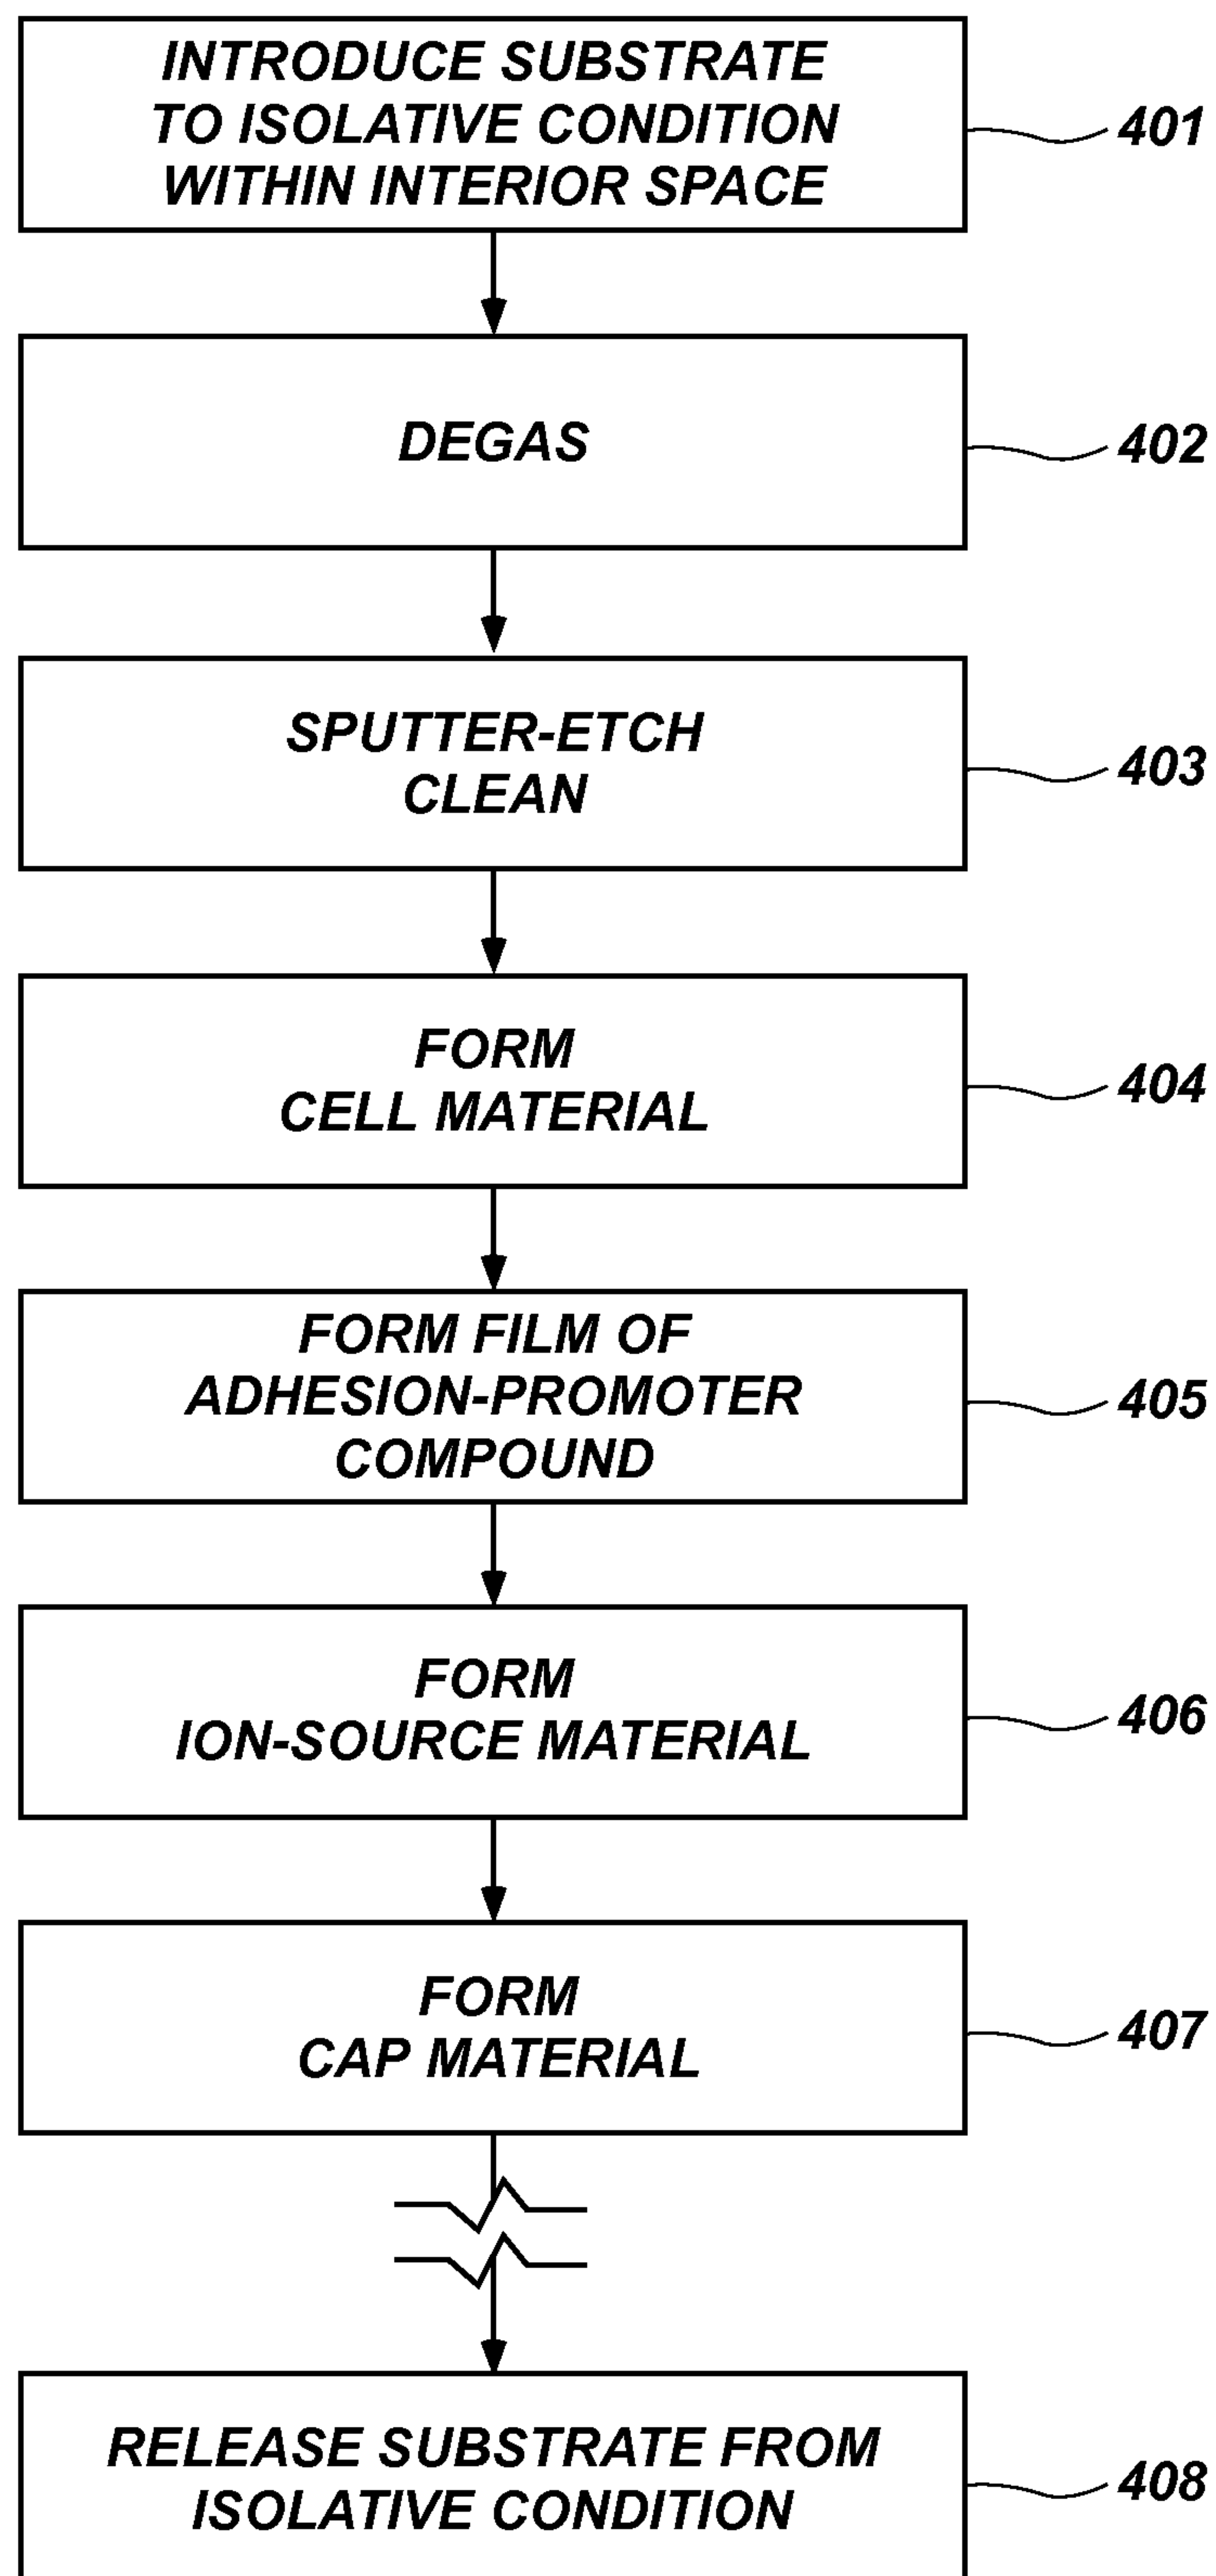 INTRODUCE SUBSTRATE
TO ISOLATIVE CONDITION
WITHIN INTERIOR SPACE
401
DEGAS
402
SPUTTER-ETCH
CLEAN
403
FORM
CELL MATERIAL
404
FORM FILM OF
ADHESION-PROMOTER
COMPOUND
405
FORM
ION-SOURCE MATERIAL
406
FORM
CAP MATERIAL
407
RELEASE SUBSTRATE FROM
ISOLATIVE CONDITION
408